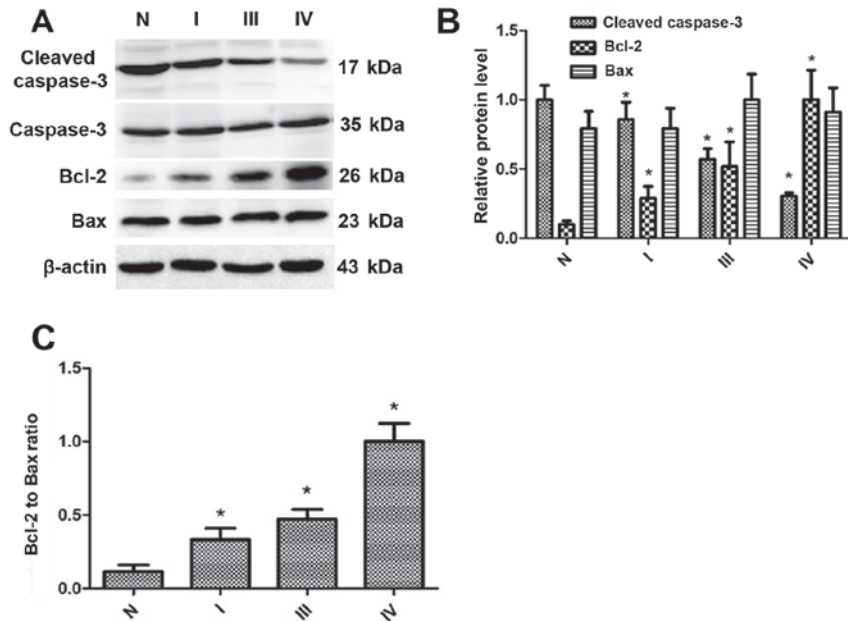 A
N I III IV
Cleaved
caspase-3
17 kDa
Caspase-3
35 kDa
Bcl-2
26 kDa
Bax
23 kDa
β-actin
43 kDa
B
Cleaved caspase-3
Bcl-2
Bax
Relative protein level
1.5
1.0
0.5
0.0
* * * * * *
N I III IV
C
Bcl-2 to Bax ratio
1.5
1.0
0.5
0.0
* * *
N I III IV